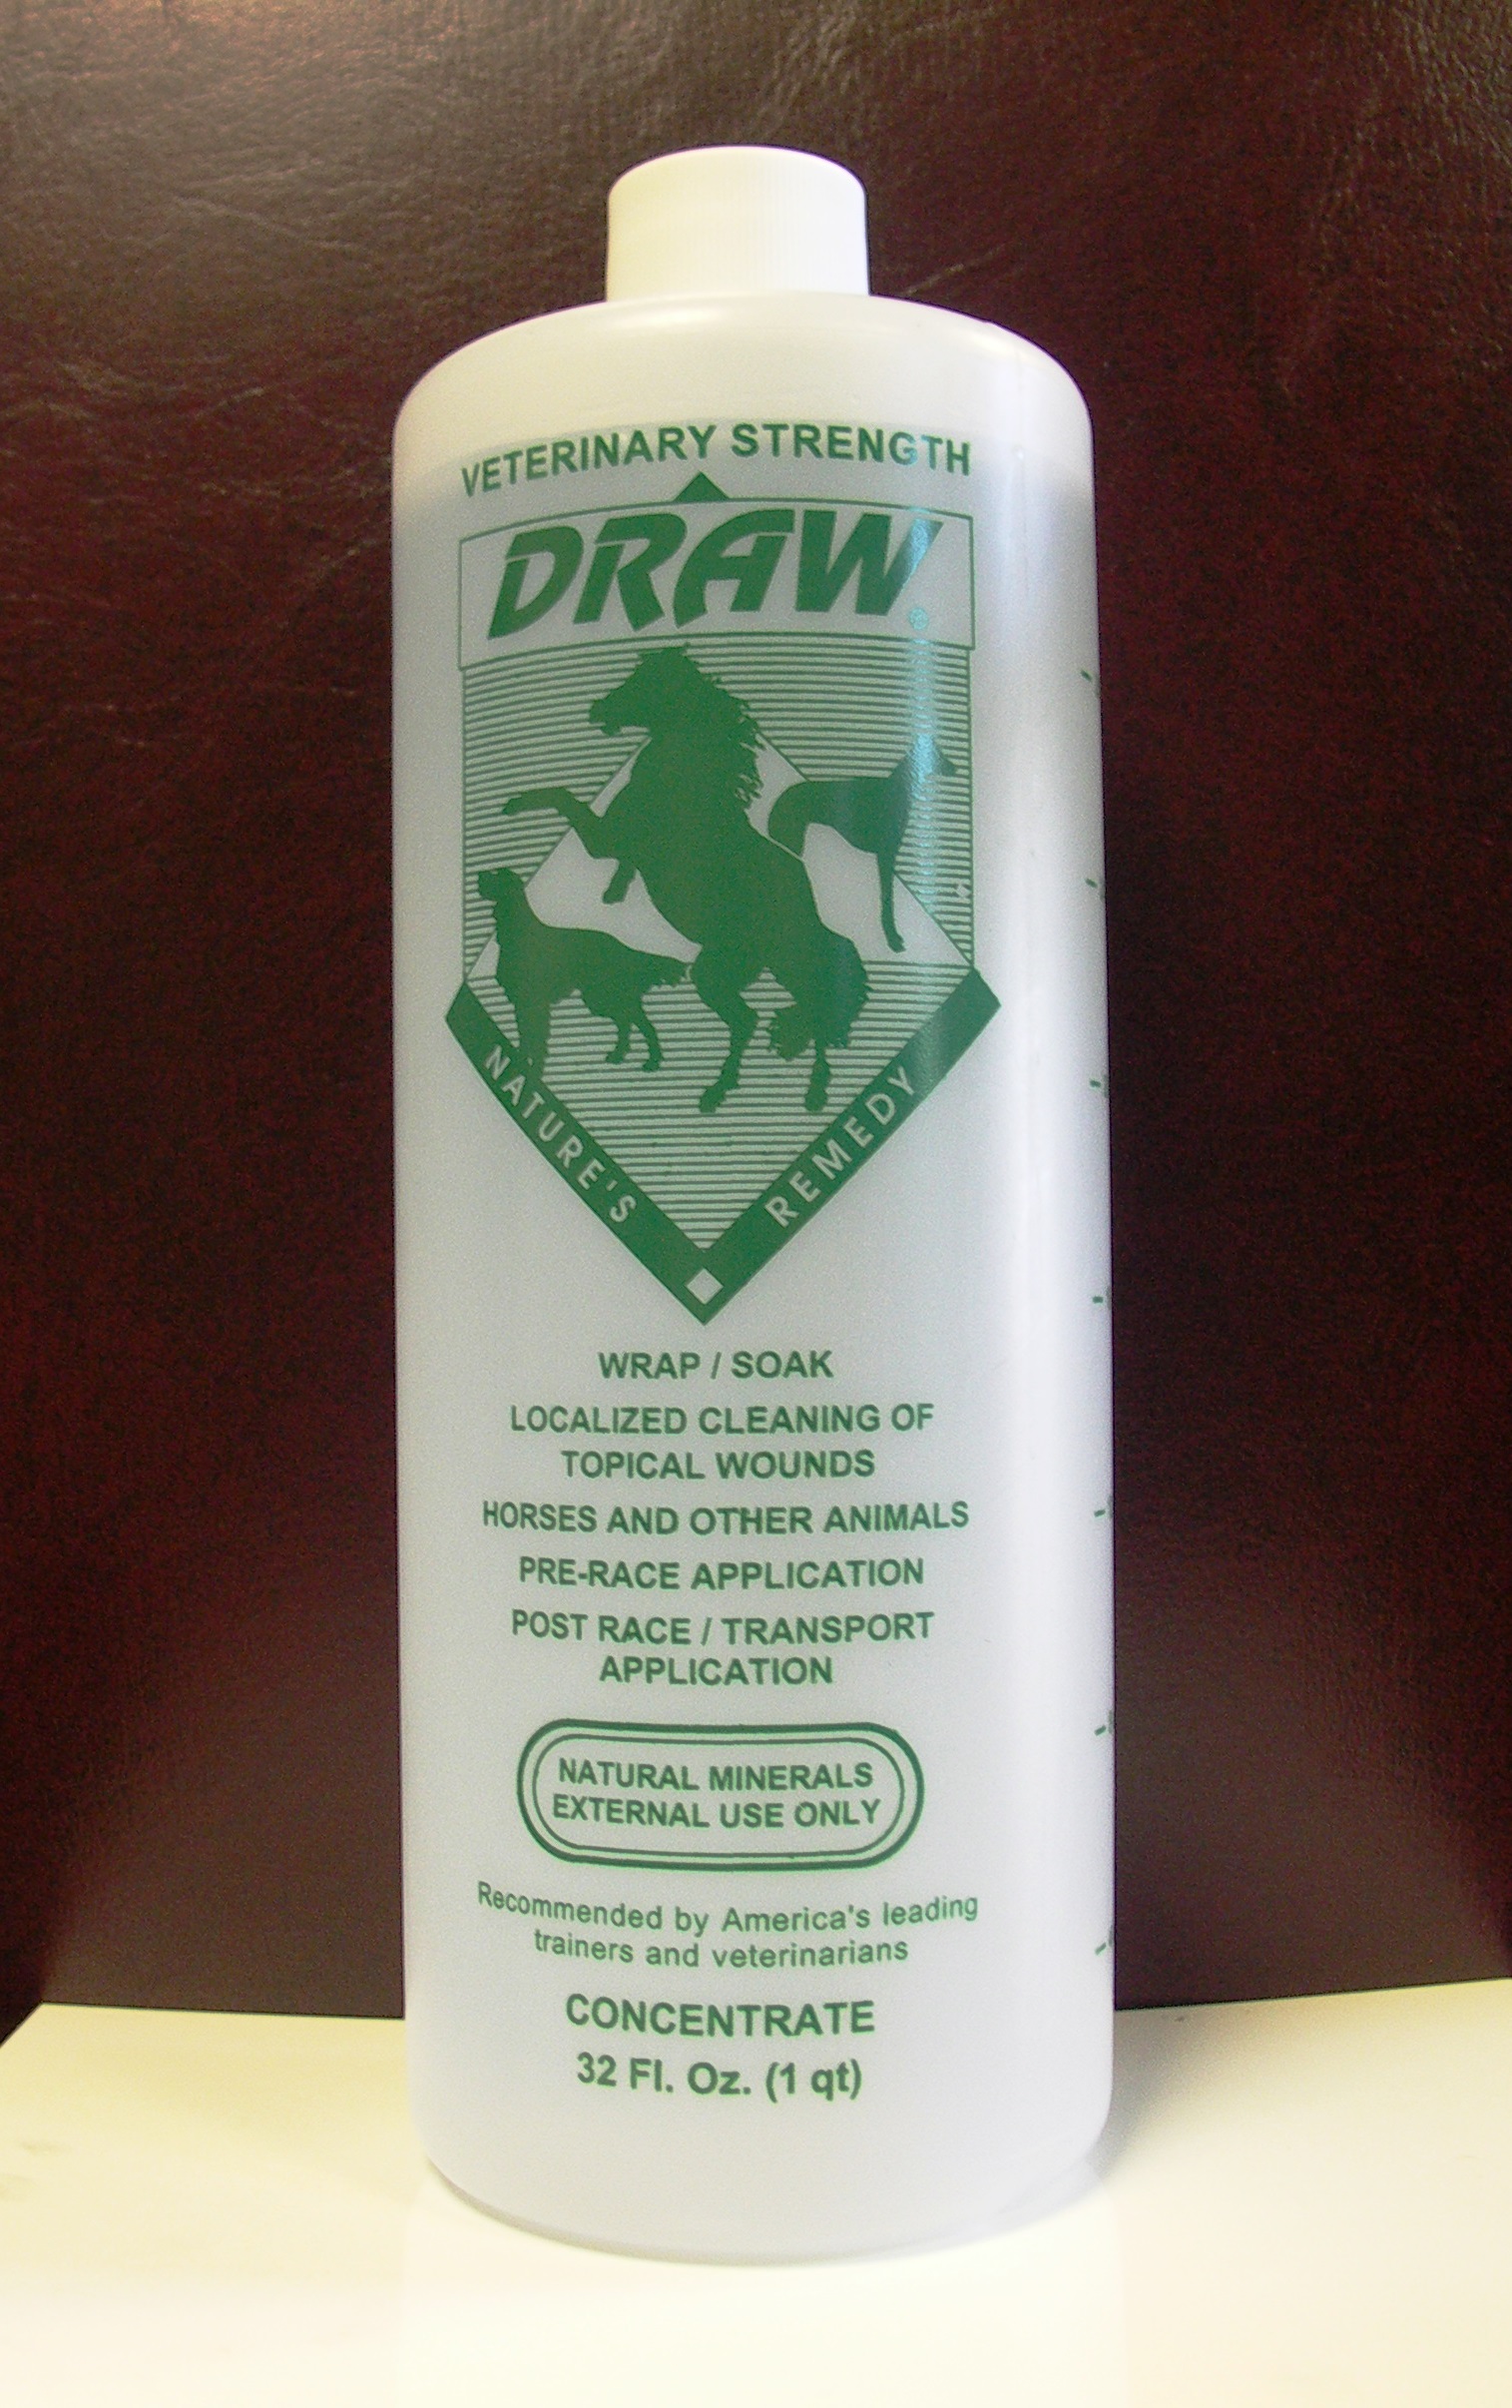 VETERINARY STRENGTH
DRAW®
NATURE'S REMEDY
WRAP / SOAK
LOCALIZED CLEANING OF
TOPICAL WOUNDS
HORSES AND OTHER ANIMALS
PRE-RACE APPLICATION
POST RACE / TRANSPORT
APPLICATION
NATURAL MINERALS
EXTERNAL USE ONLY
Recommended by America's leading
trainers and veterinarians
CONCENTRATE
32 Fl. Oz. (1 qt)